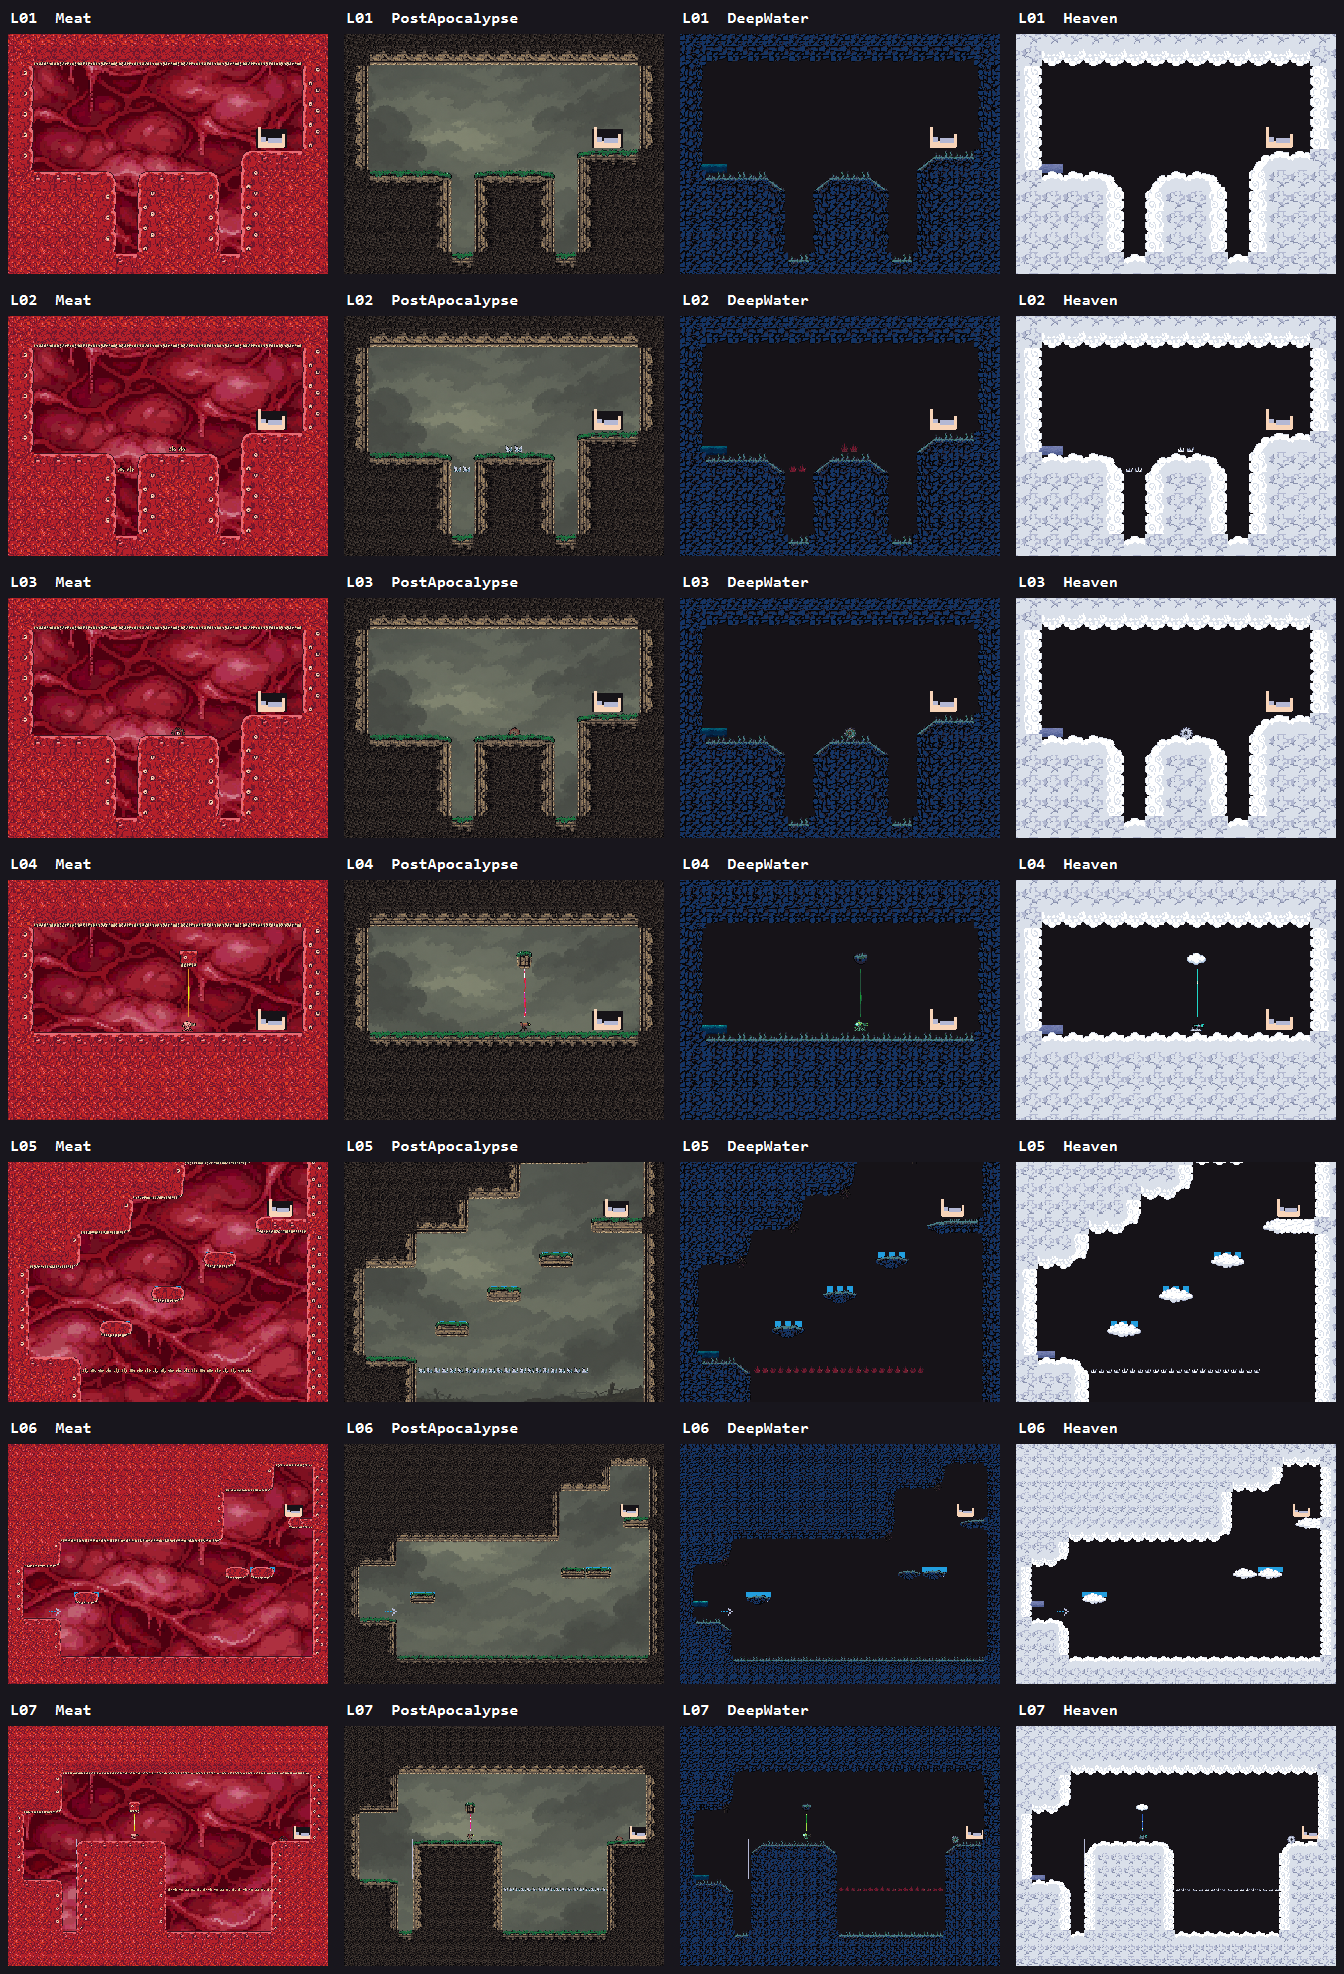 L01 Meat
L01 PostApocalypse
L01 DeepWater
L01 Heaven
L02 Meat
L02 PostApocalypse
L02 DeepWater
L02 Heaven
L03 Meat
L03 PostApocalypse
L03 DeepWater
L03 Heaven
L04 Meat
L04 PostApocalypse
L04 DeepWater
L04 Heaven
L05 Meat
L05 PostApocalypse
L05 DeepWater
L05 Heaven
L06 Meat
L06 PostApocalypse
L06 DeepWater
L06 Heaven
L07 Meat
L07 PostApocalypse
L07 DeepWater
L07 Heaven